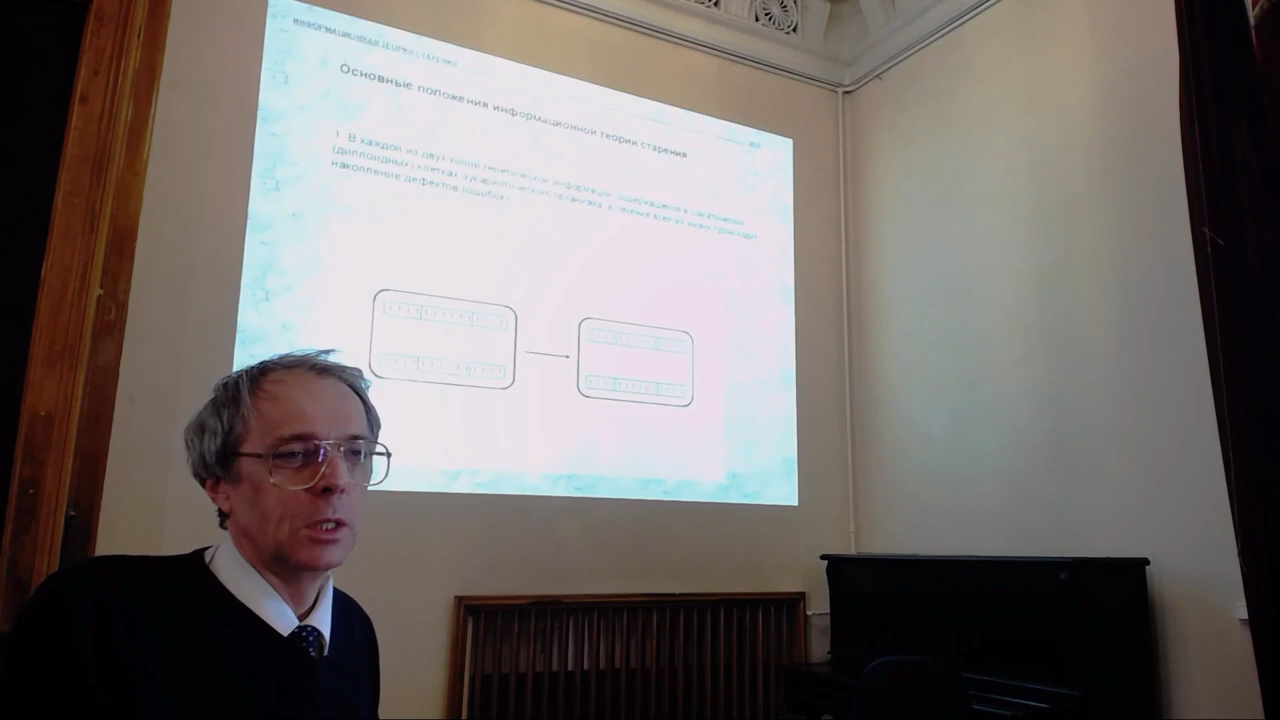 ИНФОРМАЦИОННАЯ ТЕОРИЯ СТАРЕНИЯ
Основные положения информационной теории старения
1. В каждой из двух копий генетической информации, содержащейся в соматических
(диплоидных) клетках эукариотического организма, в течение всей их жизни происходит
накопление дефектов (ошибок).